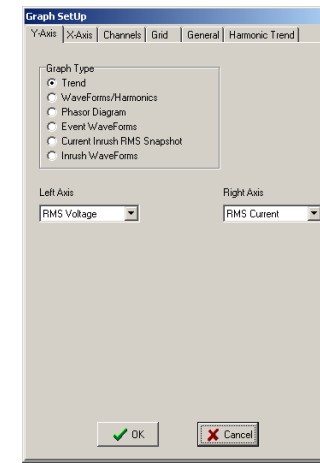 Graph SetUp
Y-Axis X-Axis Channels Grid General Harmonic Trend
Graph Type
Trend
WaveForms/Harmonics
Phasor Diagram
Event WaveForms
Current Inrush RMS Snapshot
Inrush WaveForms
Left Axis Right Axis
RMS Voltage RMS Current
OK Cancel